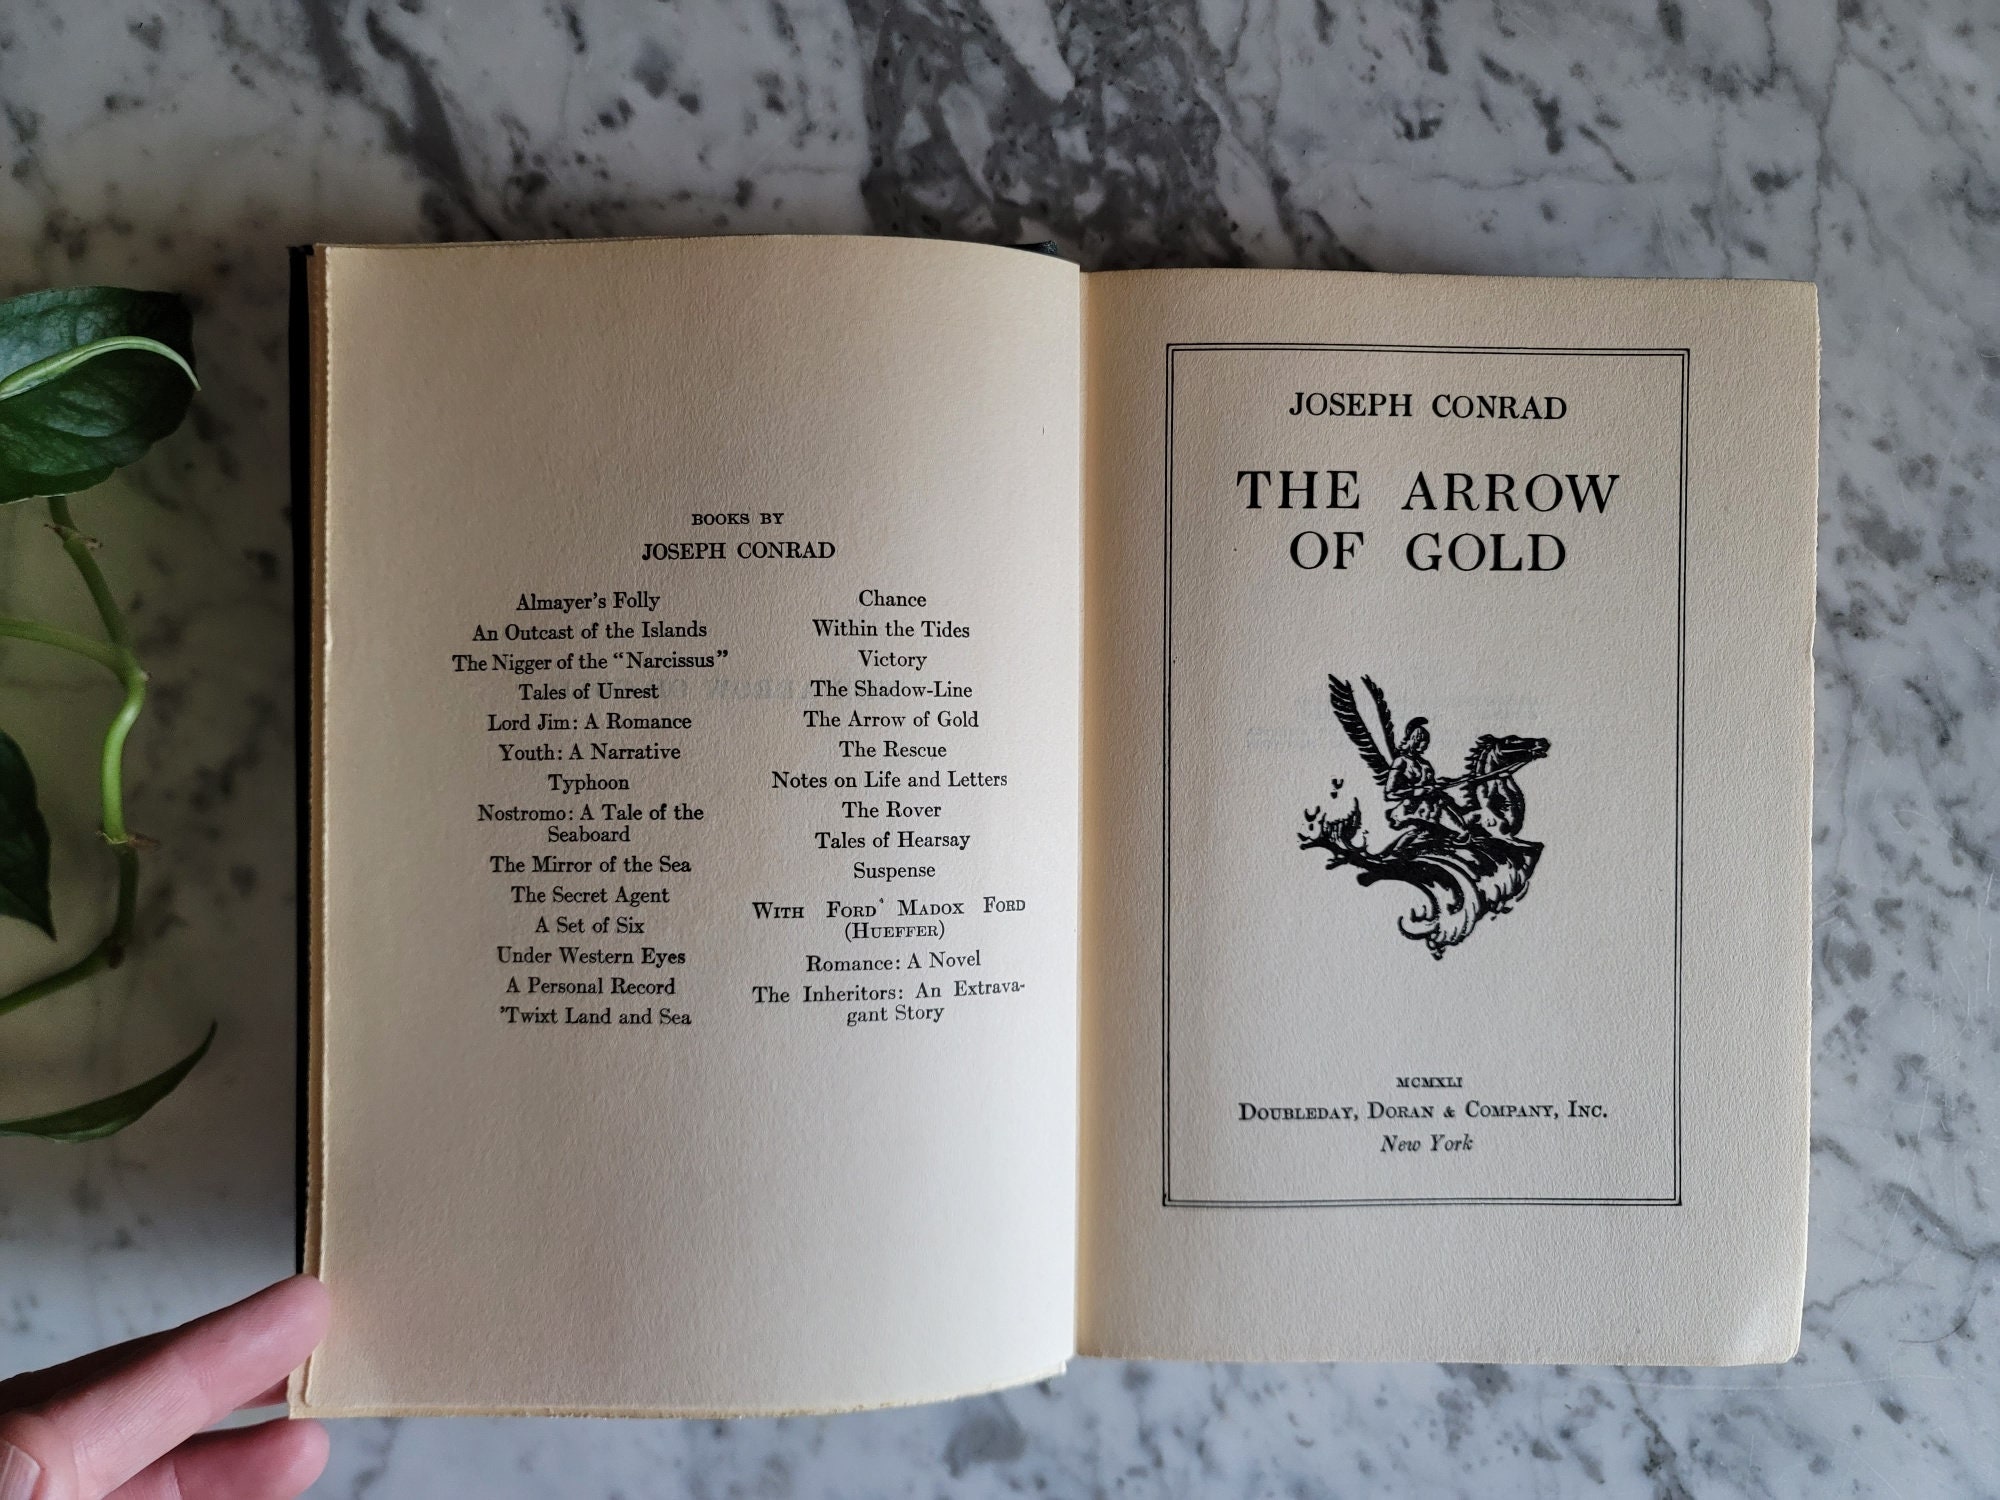 BOOKS BY
JOSEPH CONRAD
Almayer's Folly
An Outcast of the Islands
The Nigger of the “Narcissus”
Tales of Unrest
Lord Jim: A Romance
Youth: A Narrative
Typhoon
Nostromo: A Tale of the
Seaboard
The Mirror of the Sea
The Secret Agent
A Set of Six
Under Western Eyes
A Personal Record
'Twixt Land and Sea
Chance
Within the Tides
Victory
The Shadow-Line
The Arrow of Gold
The Rescue
Notes on Life and Letters
The Rover
Tales of Hearsay
Suspense
WITH FORD' MADOX FORD
(HUEFFER)
Romance: A Novel
The Inheritors: An Extrava-
gant Story
JOSEPH CONRAD
THE ARROW
OF GOLD
MCMXLI
DOUBLEDAY, DORAN & COMPANY, INC.
New York